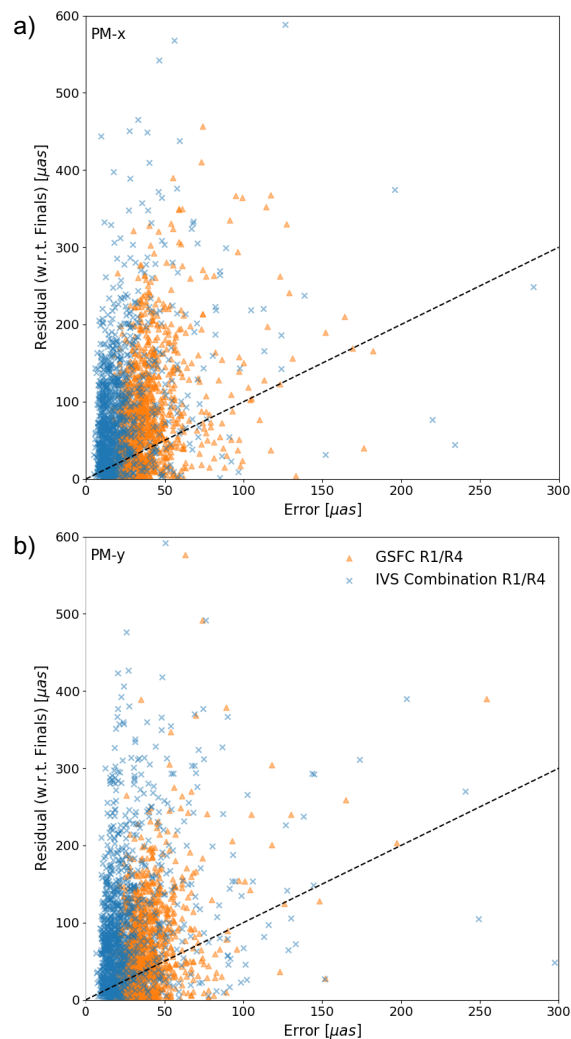 a)
PM-x
600
500
400
300
200
100
0
Residual (w.r.t. Finals) [μas]
0 50 100 150 200 250 300
Error [μas]
b)
PM-y
GSFC R1/R4
IVS Combination R1/R4
600
500
400
300
200
100
0
Residual (w.r.t. Finals) [μas]
0 50 100 150 200 250 300
Error [μas]